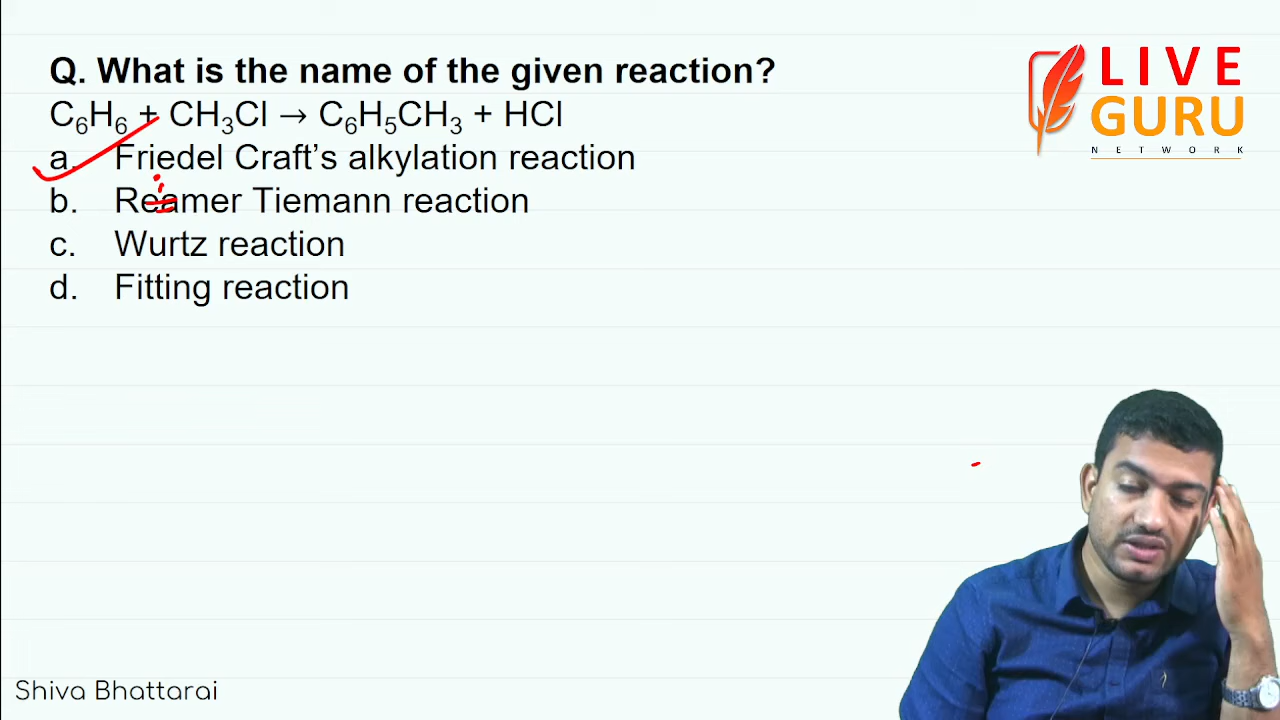 Q. What is the name of the given reaction?
C₆H₆ + CH₃Cl → C₆H₅CH₃ + HCl
a. Friedel Craft's alkylation reaction
b. Reamer Tiemann reaction
c. Wurtz reaction
d. Fitting reaction
LIVE
GURU
NETWORK
Shiva Bhattarai